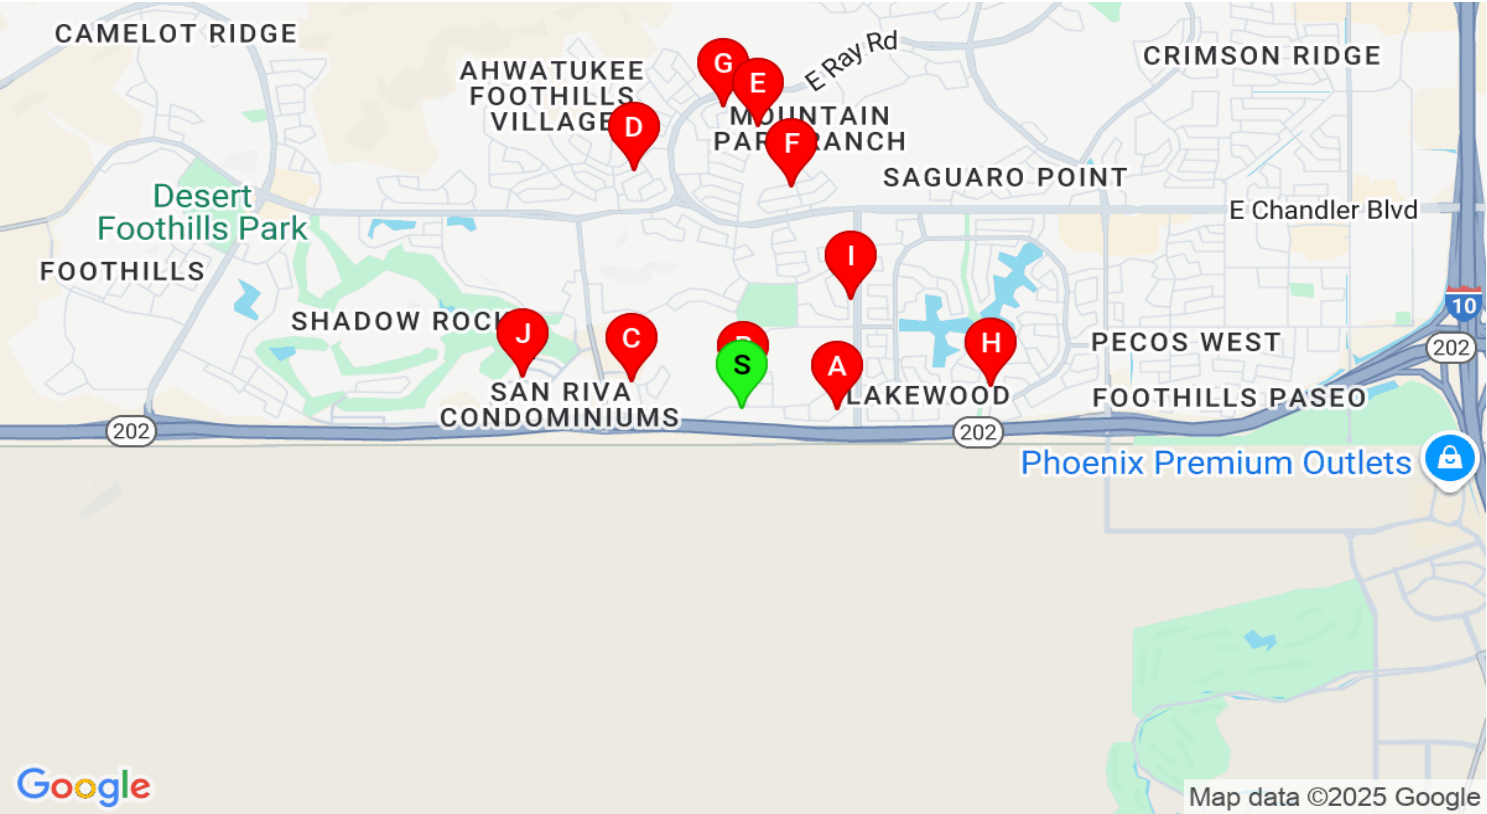 CAMELOT RIDGE
E Ray Rd
CRIMSON RIDGE
AHWATUKEE
FOOTHILLS
VILLAGE
G
E
D
MOUNTAIN
PARK RANCH
F
SAGUARO POINT
Desert
Foothills Park
E Chandler Blvd
FOOTHILLS
I
10
SHADOW ROCK
J
C
B
S
A
H
PECOS WEST
202
SAN RIVA
CONDOMINIUMS
LAKEWOOD
FOOTHILLS PASEO
202
202
Phoenix Premium Outlets
Google
Map data ©2025 Google